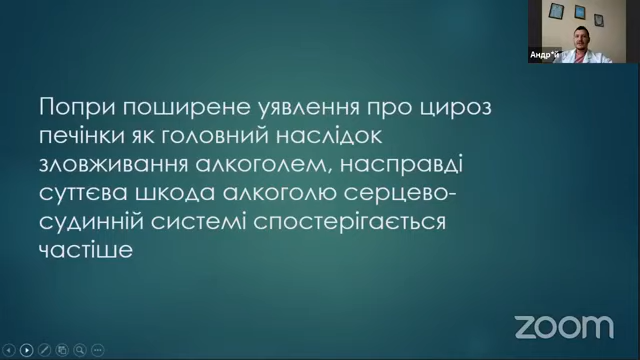 Андр*й
Попри поширене уявлення про цироз
печінки як головний наслідок
зловживання алкоголем, насправді
суттєва шкода алкоголю серцево-
судинній системі спостерігається
частіше
zoom